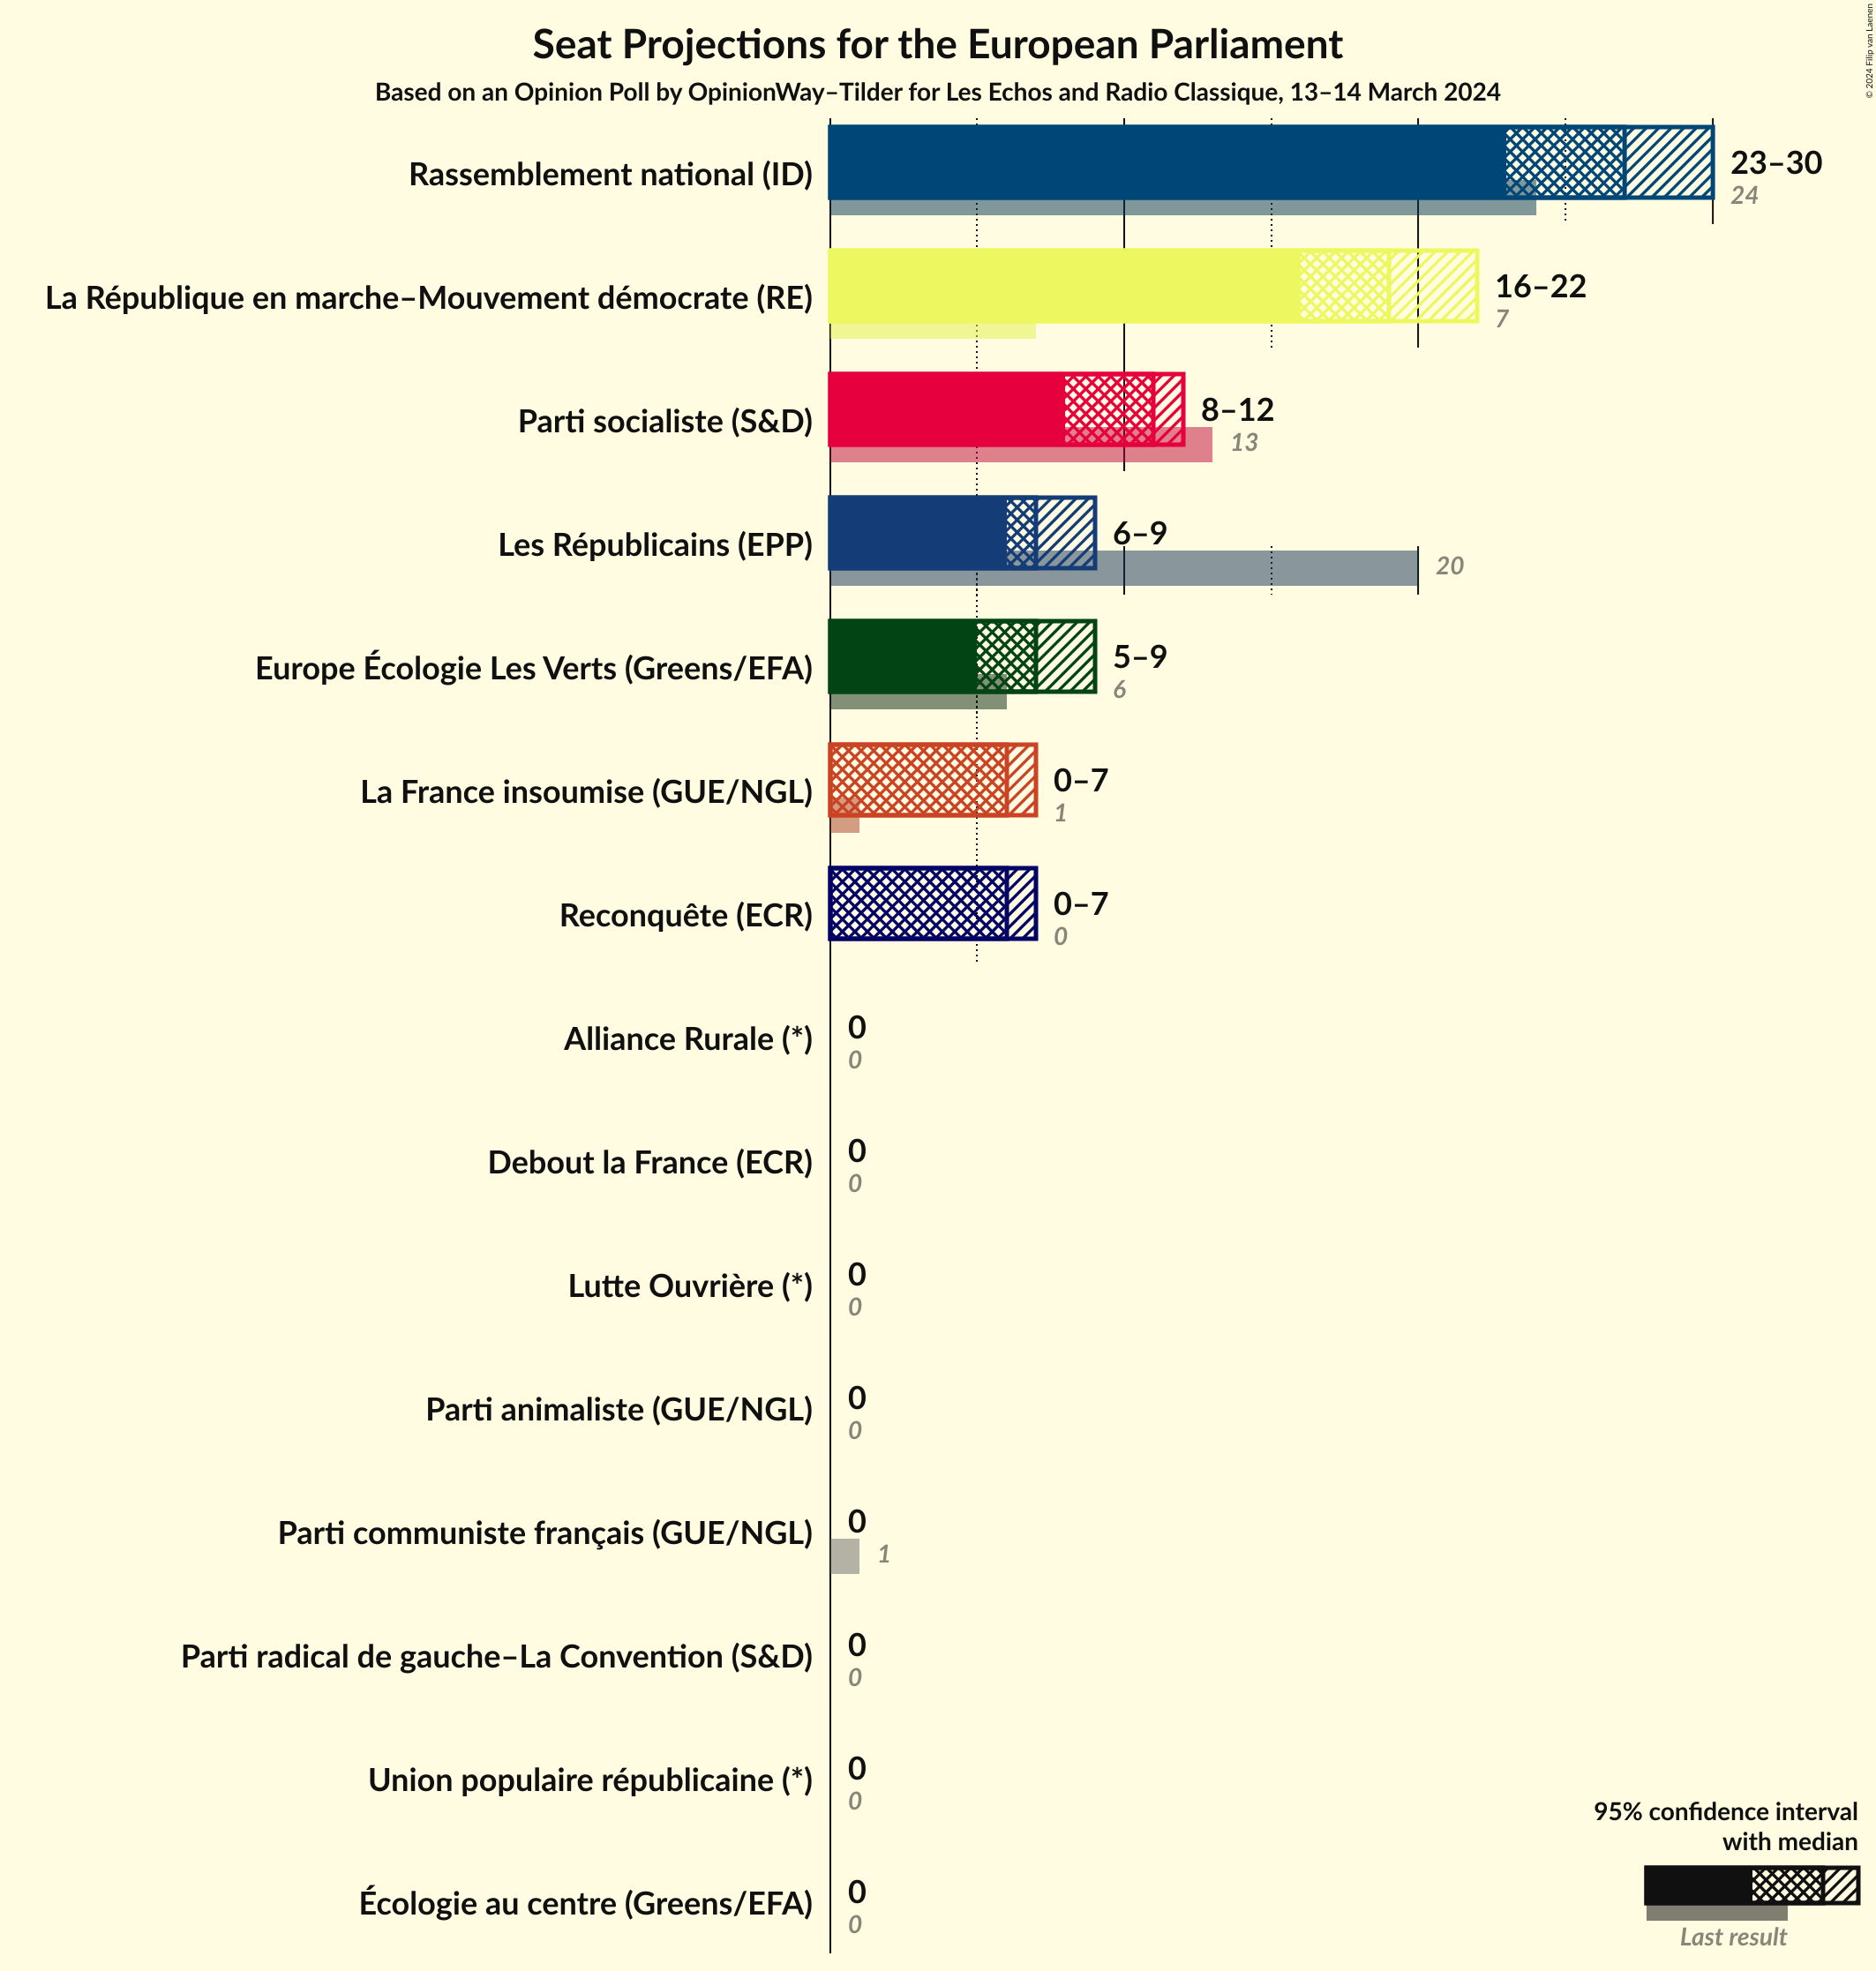 Seat Projections for the European Parliament
Based on an Opinion Poll by OpinionWay–Tilder for Les Echos and Radio Classique, 13–14 March 2024
© 2024 Filip van Laenen
Rassemblement national (ID)
23–30
24
La République en marche–Mouvement démocrate (RE)
16–22
7
Parti socialiste (S&D)
8–12
13
Les Républicains (EPP)
6–9
20
Europe Écologie Les Verts (Greens/EFA)
5–9
6
La France insoumise (GUE/NGL)
0–7
1
Reconquête (ECR)
0–7
0
Alliance Rurale (*)
0
0
Debout la France (ECR)
0
0
Lutte Ouvrière (*)
0
0
Parti animaliste (GUE/NGL)
0
0
Parti communiste français (GUE/NGL)
0
1
Parti radical de gauche–La Convention (S&D)
0
0
Union populaire républicaine (*)
0
0
Écologie au centre (Greens/EFA)
0
0
95% confidence interval
with median
Last result